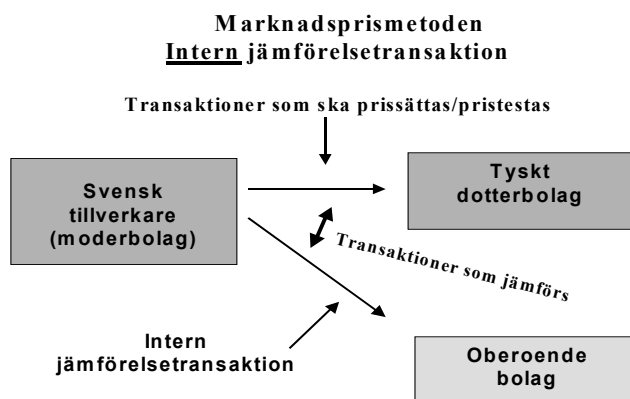 Marknadsprismetoden
Intern jämförelsetransaktion
Transaktioner som ska prissättas/pristestas
Svensk
tillverkare
(moderbolag)
Tyskt
dotterbolag
Transaktioner som jämförs
Intern
jämförelsetransaktion
Oberoende
bolag